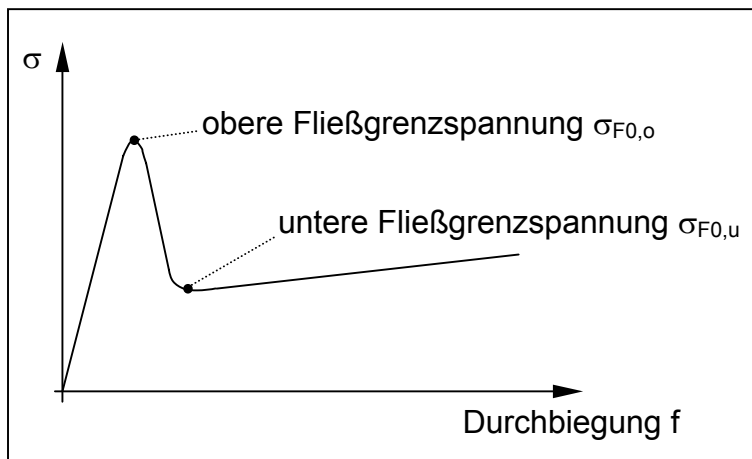 σ
obere Fließgrenzspannung σF0,o
untere Fließgrenzspannung σF0,u
Durchbiegung f